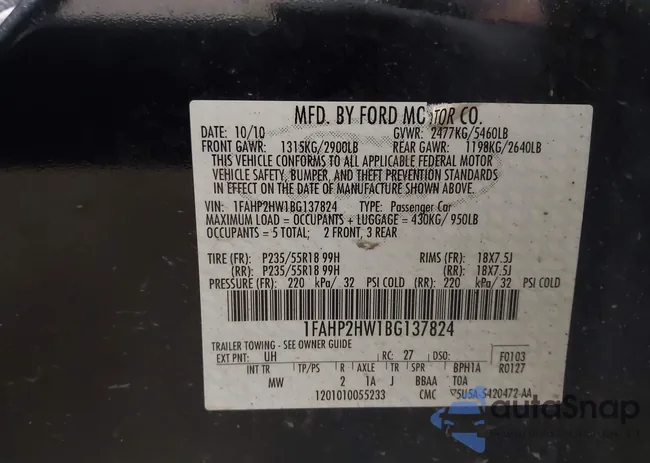 MFD. BY FORD MOTOR CO.
DATE: 10/10 GVWR: 2477KG/5460LB
FRONT GAWR: 1315KG/2900LB REAR GAWR: 1198KG/2640LB
THIS VEHICLE CONFORMS TO ALL APPLICABLE FEDERAL MOTOR
VEHICLE SAFETY, BUMPER, AND THEFT PREVENTION STANDARDS
IN EFFECT ON THE DATE OF MANUFACTURE SHOWN ABOVE.
VIN: 1FAHP2HW1BG137824 TYPE: Passenger Car
MAXIMUM LOAD = OCCUPANTS + LUGGAGE = 430KG/950LB
OCCUPANTS = 5 TOTAL; 2 FRONT, 3 REAR
TIRE (FR): P235/55R18 99H RIMS (FR): 18X7.5J
(RR): P235/55R18 99H (RR): 18X7.5J
PRESSURE (FR): 220 kPa/ 32 PSI COLD (RR): 220 kPa/ 32 PSI COLD
1FAHP2HW1BG137824
TRAILER TOWING - SEE OWNER GUIDE
EXT PNT: UH RC: 27 DSO: F0103
INT TR TP/PS R AXLE TR SPR BPH1A R0127
MW 2 1A J BBAA TOA
1201010055233 CMC 5U5A-5420472-AA
autoSnap
12/06/2025